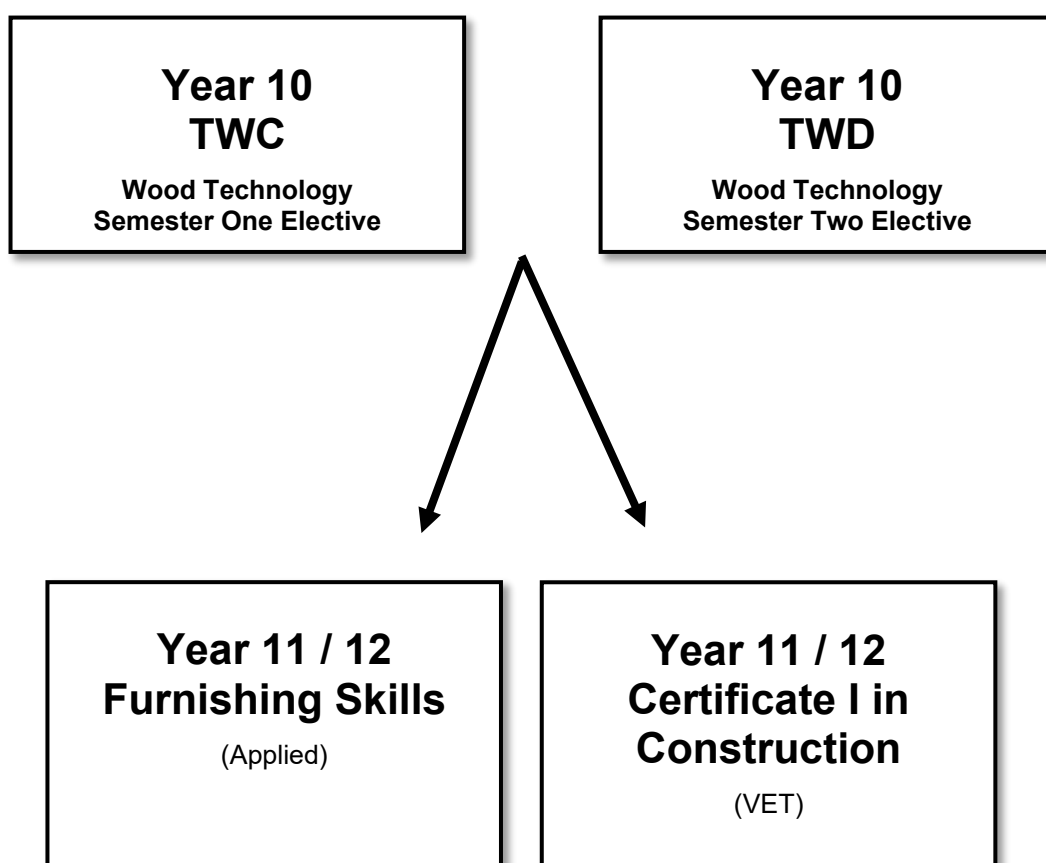 Year 10
TWC
Wood Technology
Semester One Elective
Year 10
TWD
Wood Technology
Semester Two Elective
Year 11 / 12
Furnishing Skills
(Applied)
Year 11 / 12
Certificate I in
Construction
(VET)